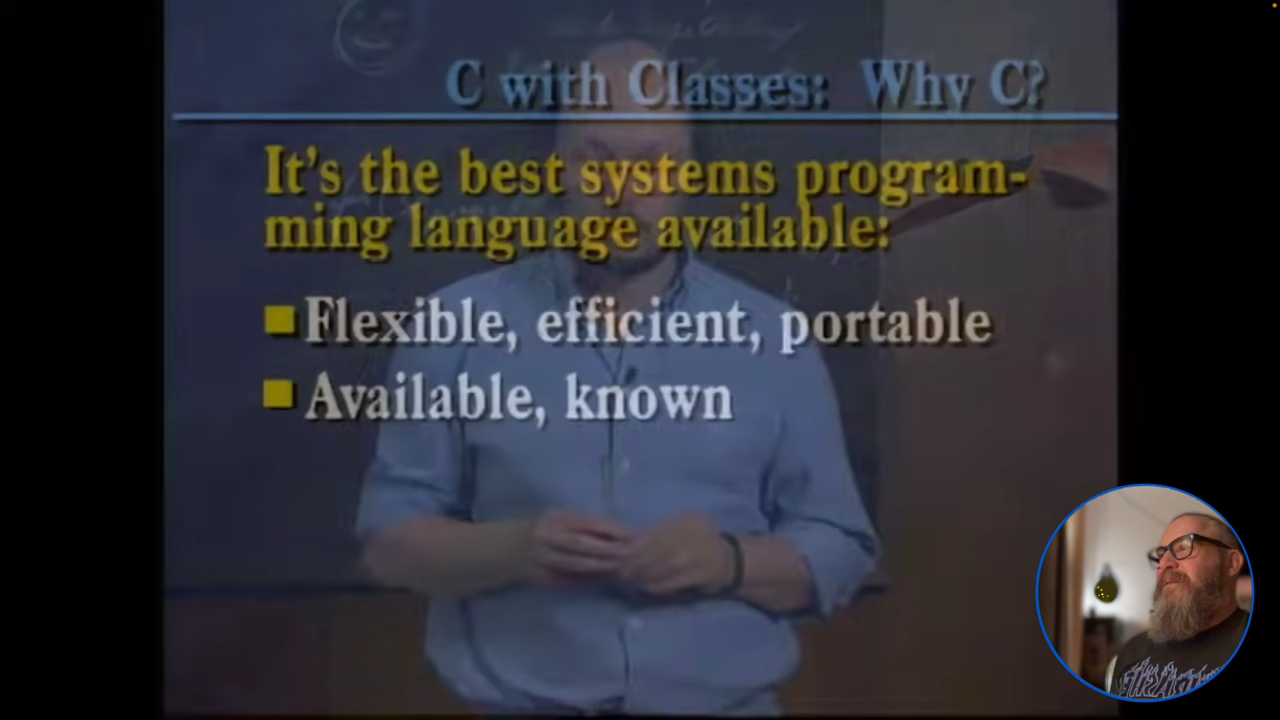 C with Classes: Why C?
It's the best systems program-
ming language available:
Flexible, efficient, portable
Available, known